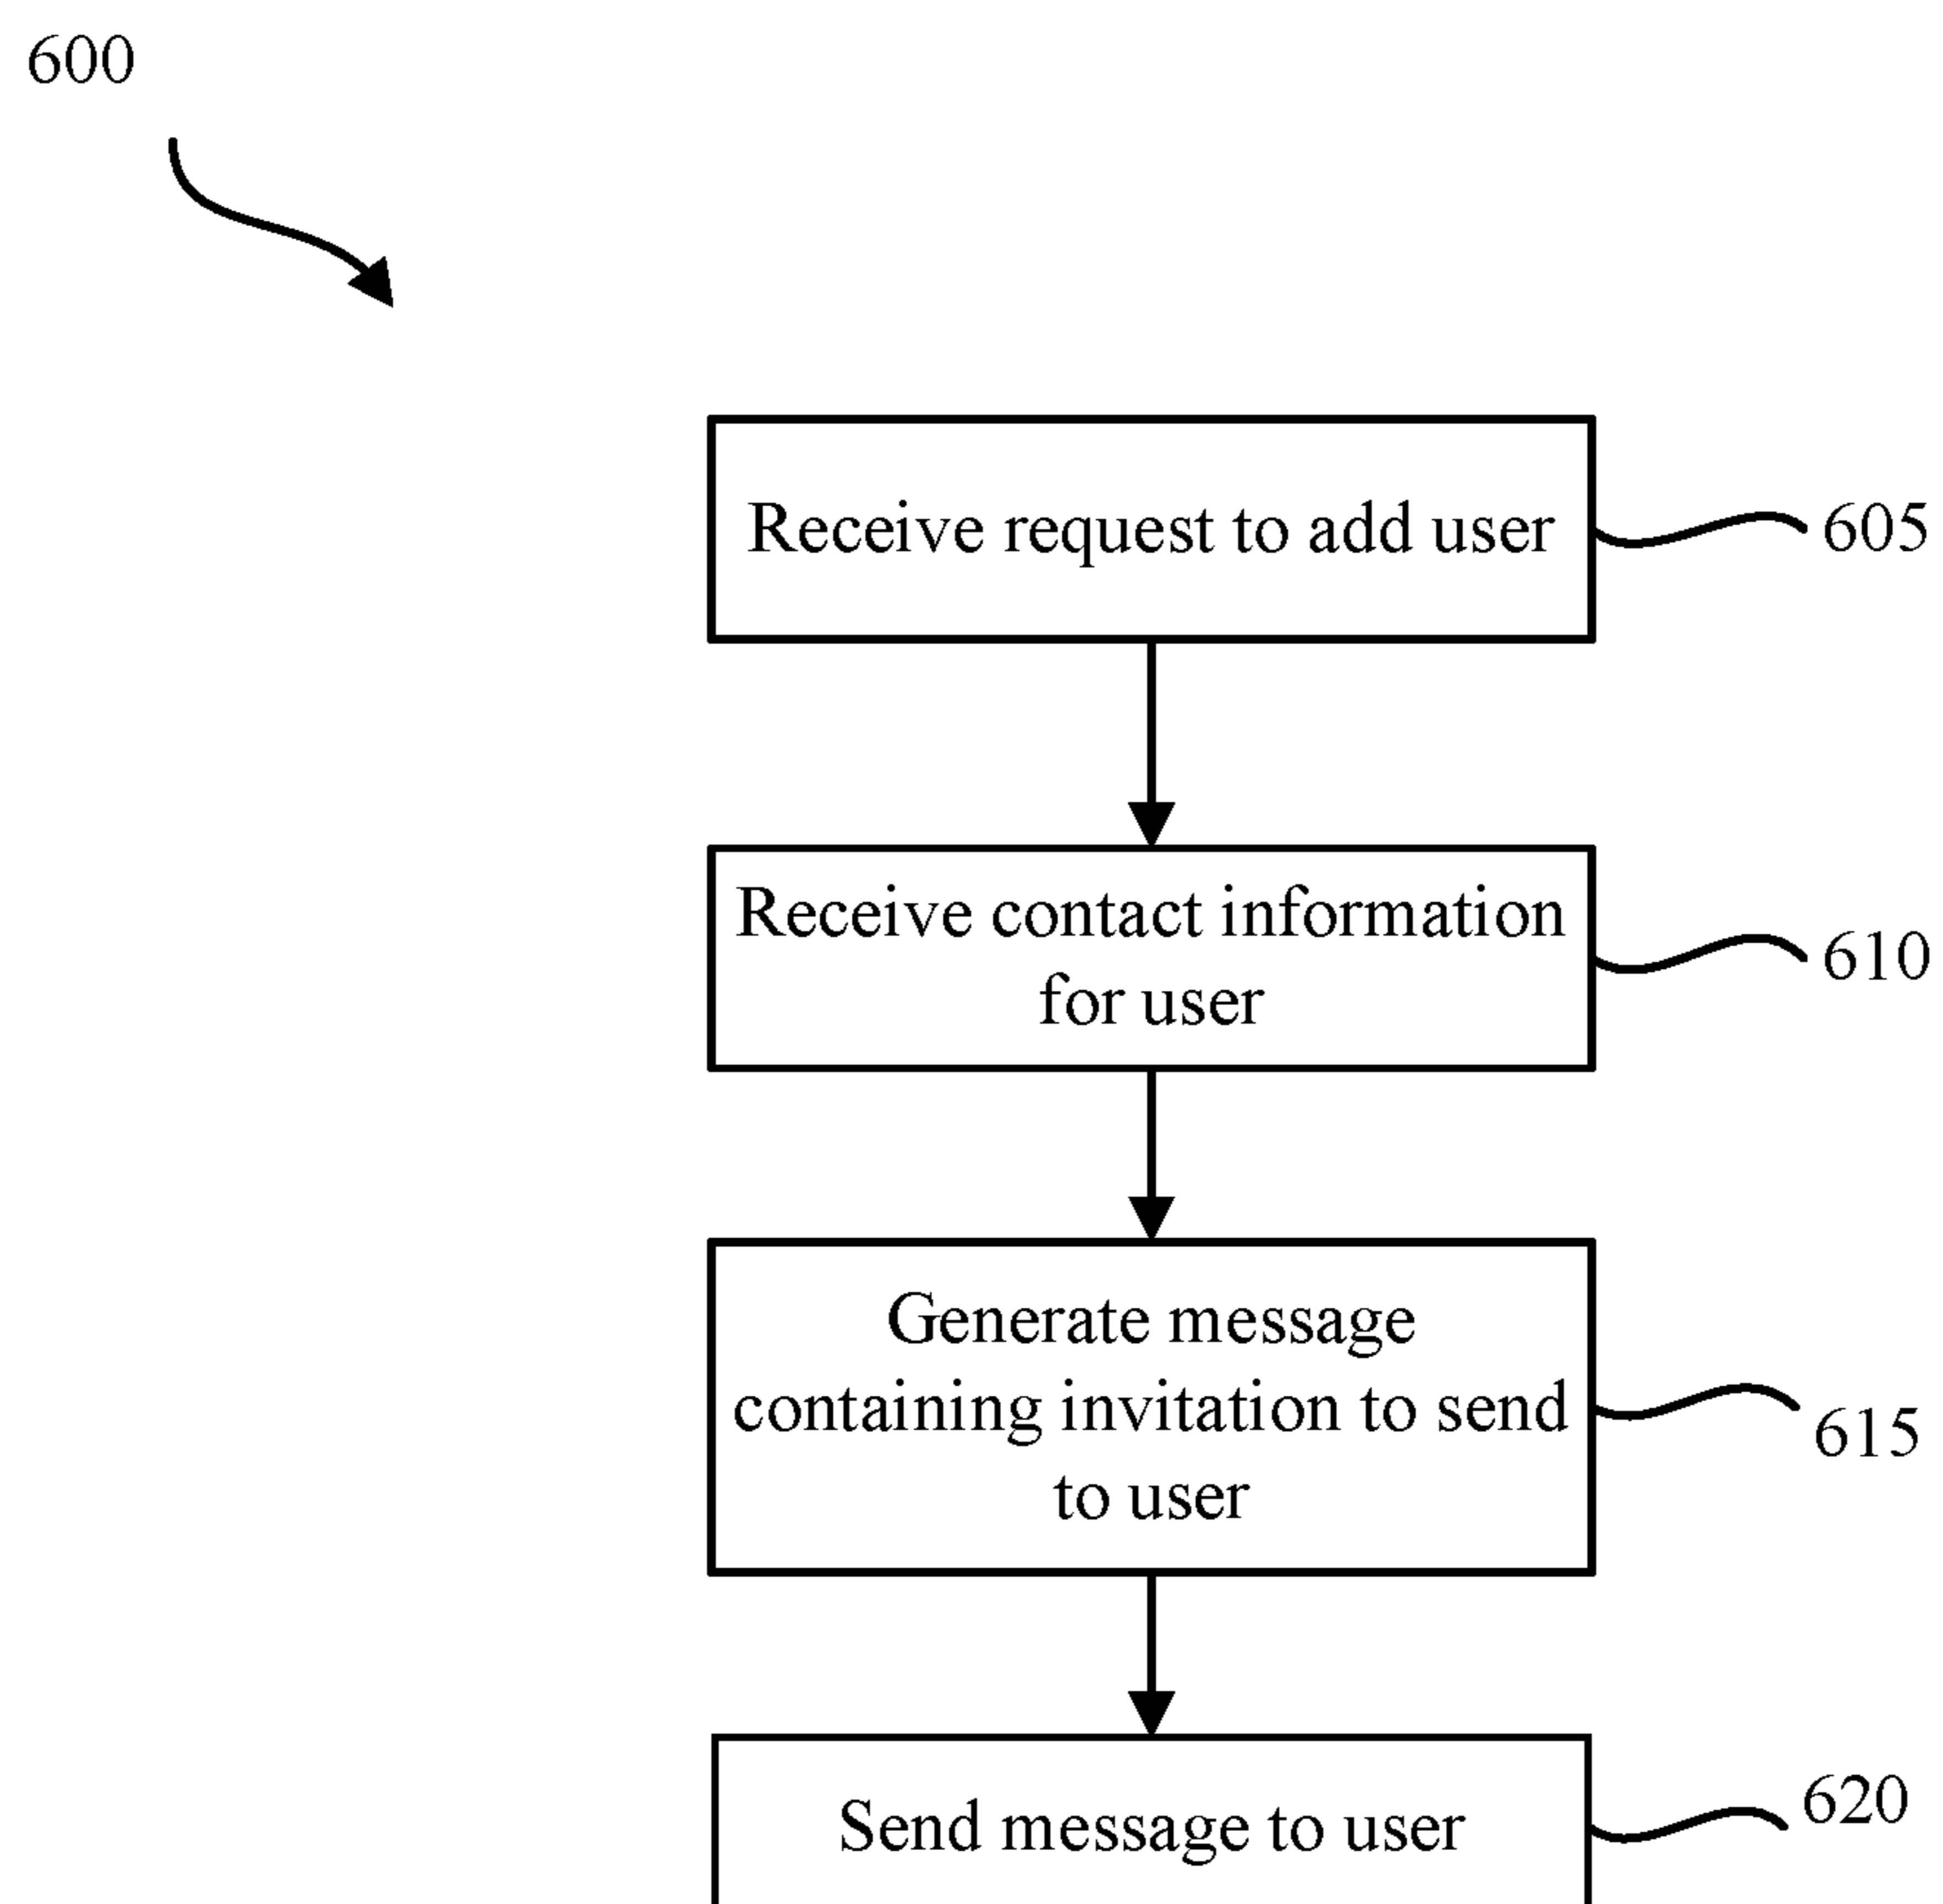 600
Receive request to add user
605
Receive contact information
for user
610
Generate message
containing invitation to send
to user
615
Send message to user
620